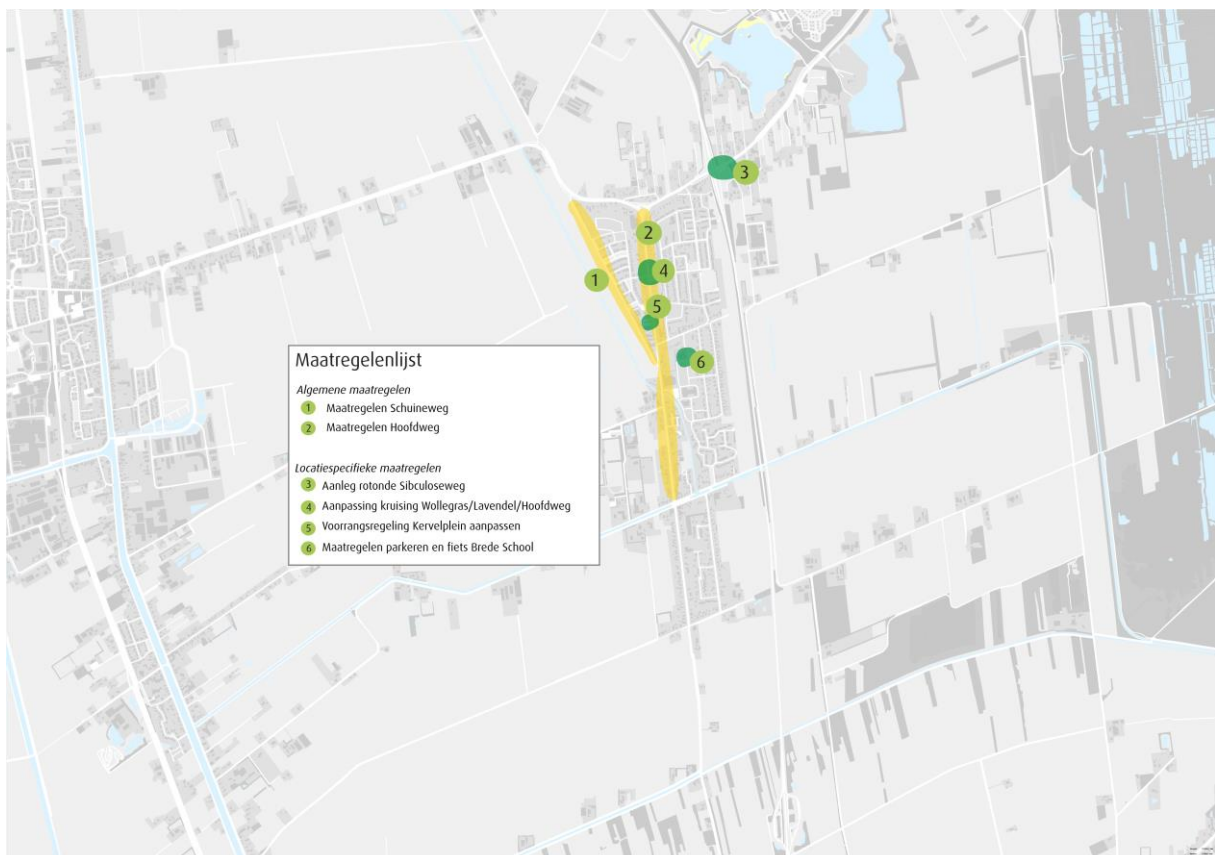 3
2
4
1
5
6
Maatregelenlijst
Algemene maatregelen
1 Maatregelen Schuineweg
2 Maatregelen Hoofdweg
Locatiespecifieke maatregelen
3 Aanleg rotonde Sibculoseweg
4 Aanpassing kruising Wollegras/Lavendel/Hoofdweg
5 Voorrangsregeling Kervelplein aanpassen
6 Maatregelen parkeren en fiets Brede School